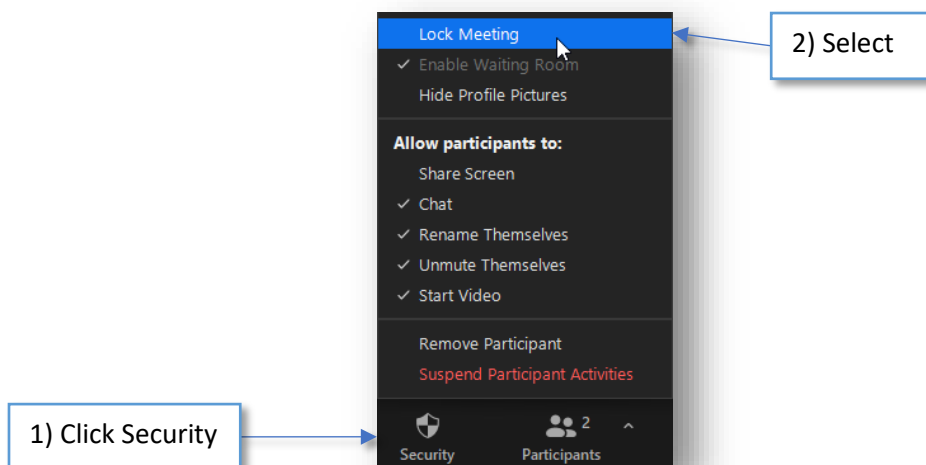 Lock Meeting
2) Select
Enable Waiting Room
Hide Profile Pictures
Allow participants to:
Share Screen
Chat
Rename Themselves
Unmute Themselves
Start Video
Remove Participant
Suspend Participant Activities
1) Click Security
2
Security
Participants